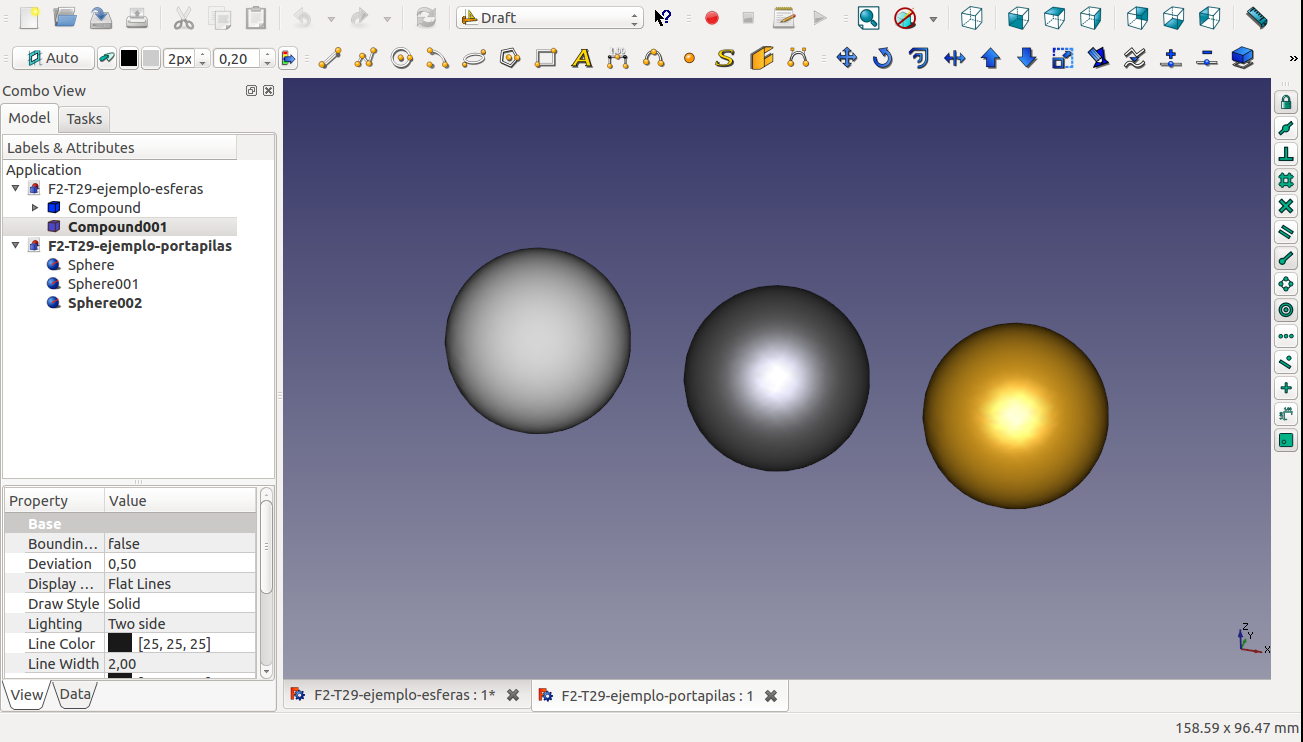 Draft
Auto
2px
0,20
Combo View
Model
Tasks
Labels & Attributes
Application
F2-T29-ejemplo-esferas
Compound
Compound001
F2-T29-ejemplo-portapilas
Sphere
Sphere001
Sphere002
Property Value
Base
Boundin... false
Deviation 0,50
Display ... Flat Lines
Draw Style Solid
Lighting Two side
Line Color [25, 25, 25]
Line Width 2,00
View
Data
Z
Y
X
F2-T29-ejemplo-esferas : 1*
F2-T29-ejemplo-portapilas : 1
158.59 x 96.47 mm